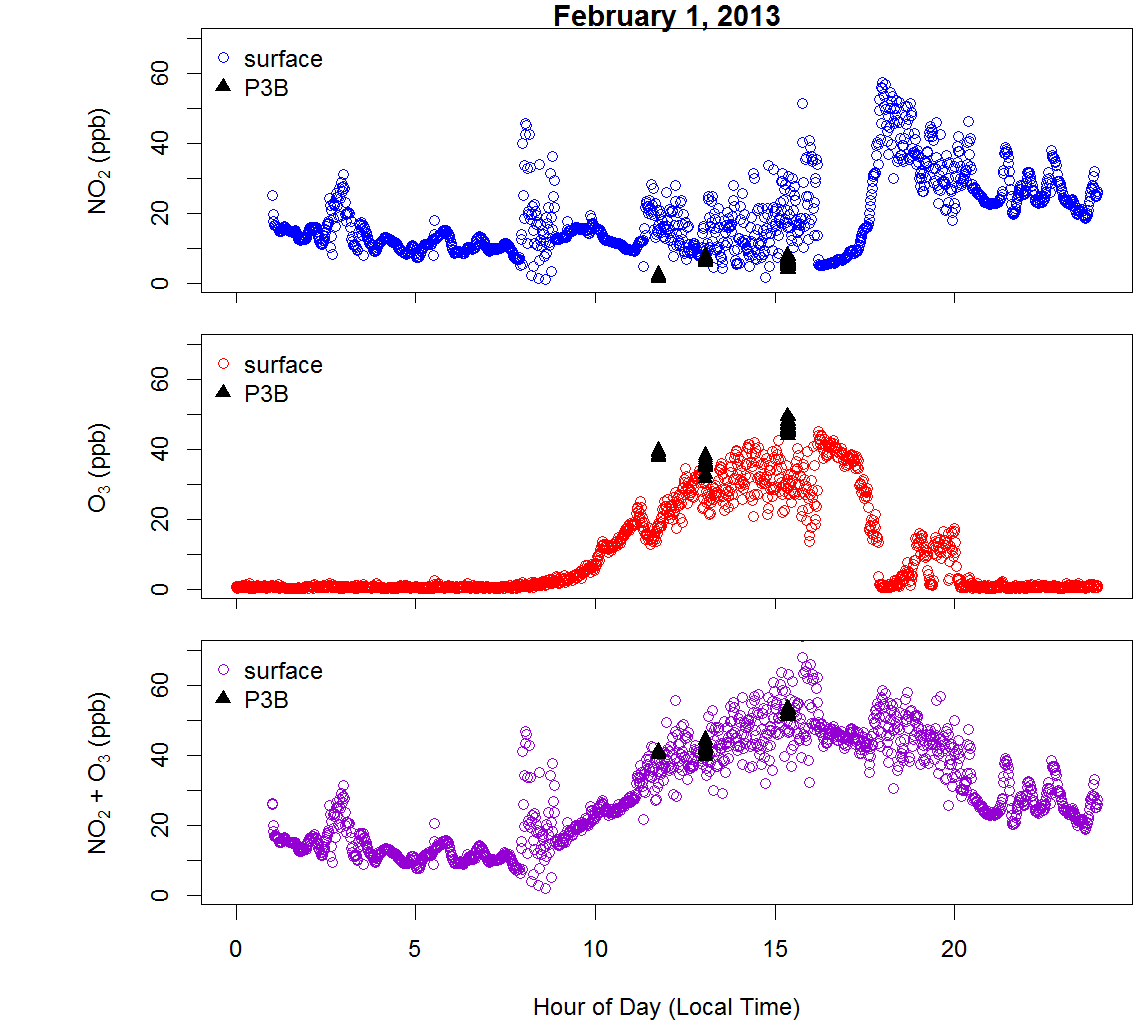 February 1, 2013
NO2 (ppb)
0 20 40 60
surface
P3B
O3 (ppb)
0 20 40 60
surface
P3B
NO2 + O3 (ppb)
0 20 40 60
surface
P3B
0 5 10 15 20
Hour of Day (Local Time)